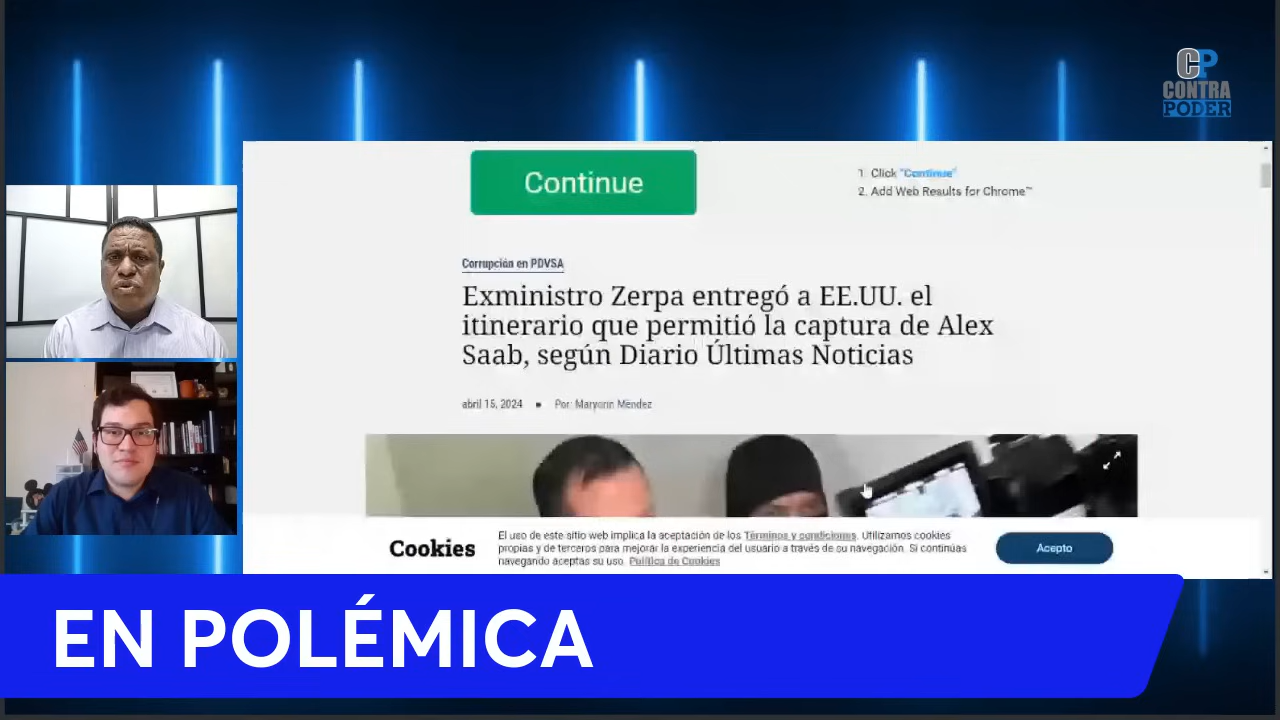 CP
CONTRA
PODER
Continue
1. Click "Continue"
2. Add Web Results for Chrome™
Corrupción en PDVSA
Exministro Zerpa entregó a EE.UU. el
itinerario que permitió la captura de Alex
Saab, según Diario Últimas Noticias
abril 15, 2024 ■ Por: Maryorin Méndez
Cookies
El uso de este sitio web implica la aceptación de los Términos y condiciones. Utilizamos cookies
propias y de terceros para mejorar la experiencia del usuario a través de su navegación. Si continúas
navegando aceptas su uso. Política de Cookies
Acepto
EN POLÉMICA